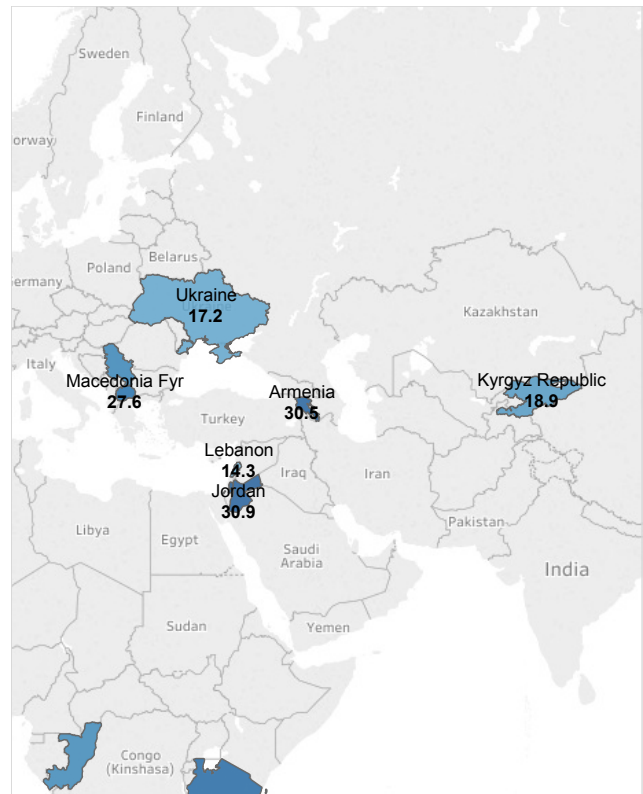 Sweden
Finland
orway
Belarus
Poland
ermany
Ukraine
17.2
Kazakhstan
Italy
Macedonia Fyr
27.6
Armenia
30.5
Kyrgyz Republic
18.9
Turkey
Lebanon
14.3
Iraq
Iran
Jordan
30.9
Pakistan
Libya
Egypt
Saudi
Arabia
India
Sudan
Yemen
Congo
(Kinshasa)